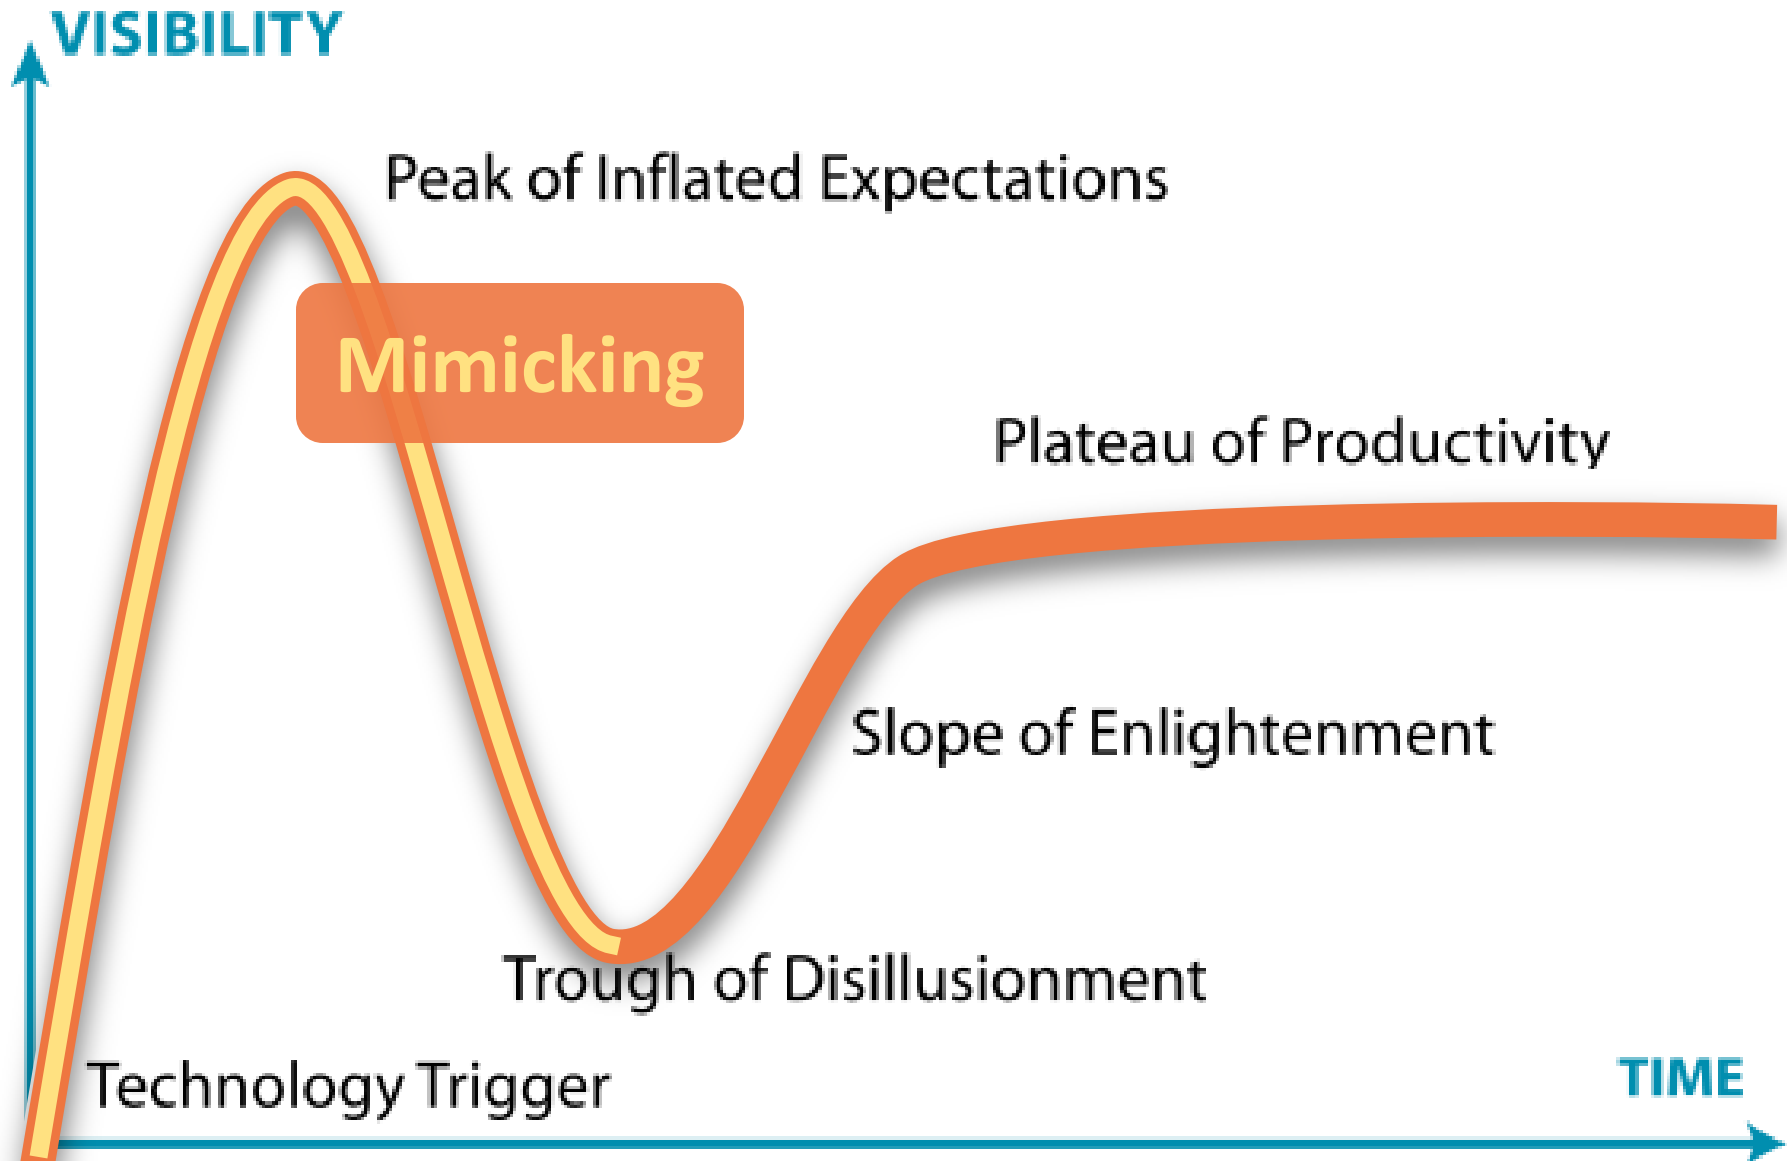 VISIBILITY
Peak of Inflated Expectations
Mimicking
Plateau of Productivity
Slope of Enlightenment
Trough of Disillusionment
Technology Trigger
TIME